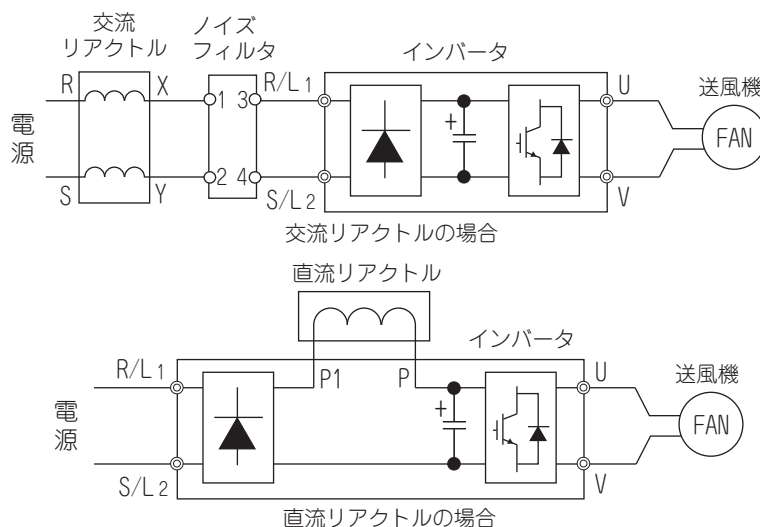 交流
リアクトル
ノイズ
フィルタ
インバータ
送風機
R
X
1
3
R/L1
U
+
FAN
電
源
S
Y
2
4
S/L2
V
交流リアクトルの場合
直流リアクトル
インバータ
送風機
R/L1
P1
P
U
+
FAN
電
源
S/L2
V
直流リアクトルの場合